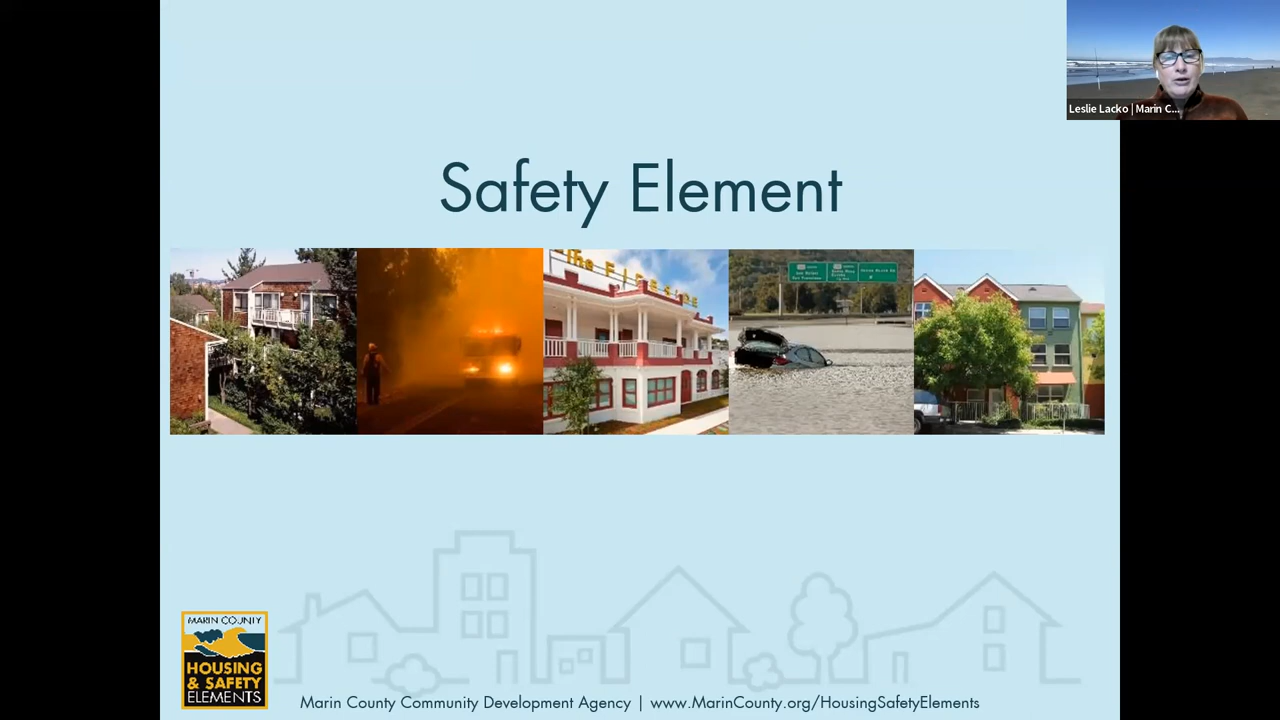 Leslie Lacko | Marin C...
Safety Element
the Fireside
MARIN COUNTY
HOUSING
& SAFETY
ELEMENTS
Marin County Community Development Agency | www.MarinCounty.org/HousingSafetyElements